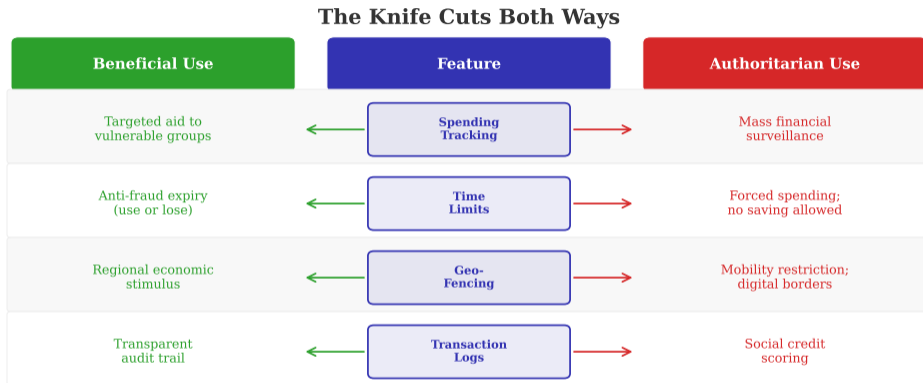 The Knife Cuts Both Ways
Beneficial Use
Feature
Authoritarian Use
Targeted aid to
vulnerable groups
Spending
Tracking
Mass financial
surveillance
Anti-fraud expiry
(use or lose)
Time
Limits
Forced spending;
no saving allowed
Regional economic
stimulus
Geo-
Fencing
Mobility restriction;
digital borders
Transparent
audit trail
Transaction
Logs
Social credit
scoring